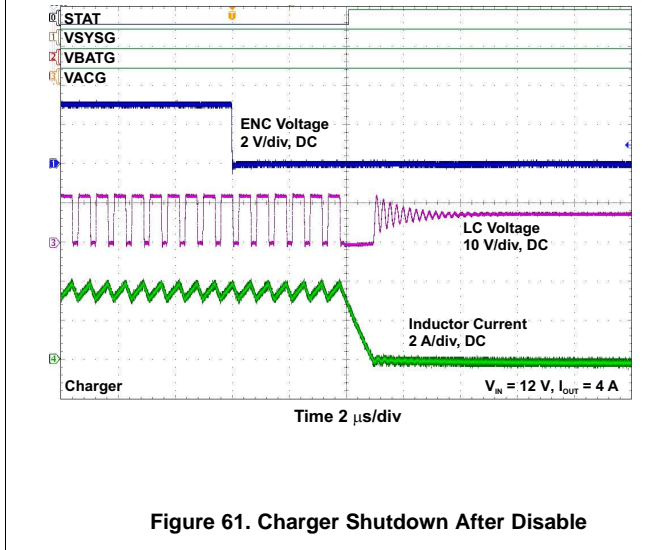 STAT
VSYSG
VBATG
VACG
ENC Voltage
2 V/div, DC
LC Voltage
10 V/div, DC
Inductor Current
2 A/div, DC
Charger
VIN = 12 V, IOUT = 4 A
Time 2 μs/div
Figure 61. Charger Shutdown After Disable